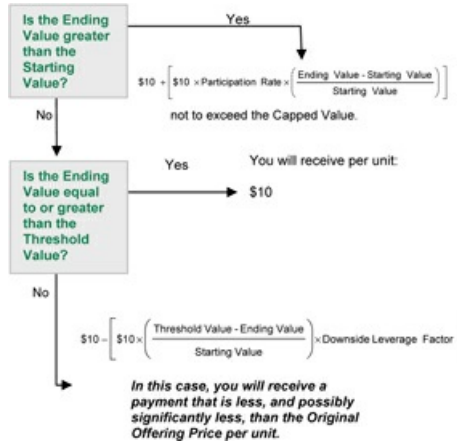 Is the Ending
Value greater
than the
Starting
Value?
Yes
$10 + [ $10 × Participation Rate × ( Ending Value - Starting Value / Starting Value ) ]
not to exceed the Capped Value.
No
Is the Ending
Value equal
to or greater
than the
Threshold
Value?
Yes
You will receive per unit:
$10
No
$10 – [ $10 × ( Threshold Value - Ending Value / Starting Value ) × Downside Leverage Factor
In this case, you will receive a
payment that is less, and possibly
significantly less, than the Original
Offering Price per unit.